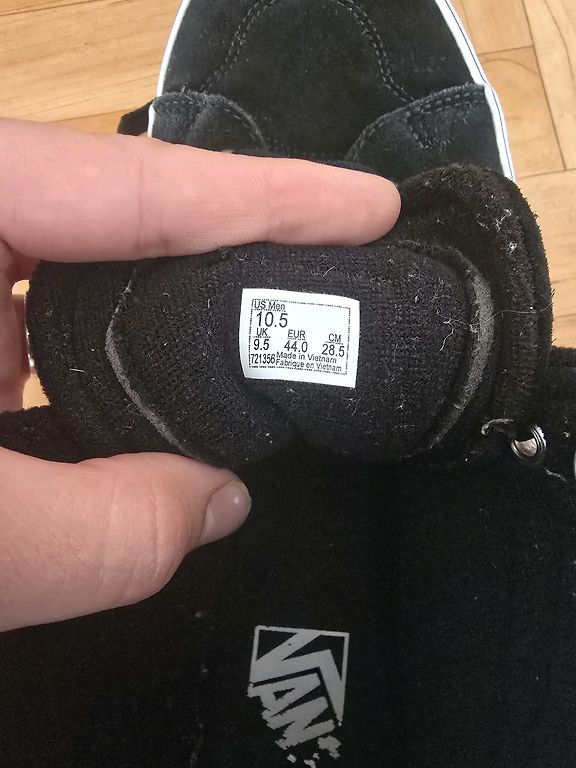 US Men
10.5
UK EUR CM
9.5 44.0 28.5
721356 Made in Vietnam
Fabrique en Vietnam
VANS